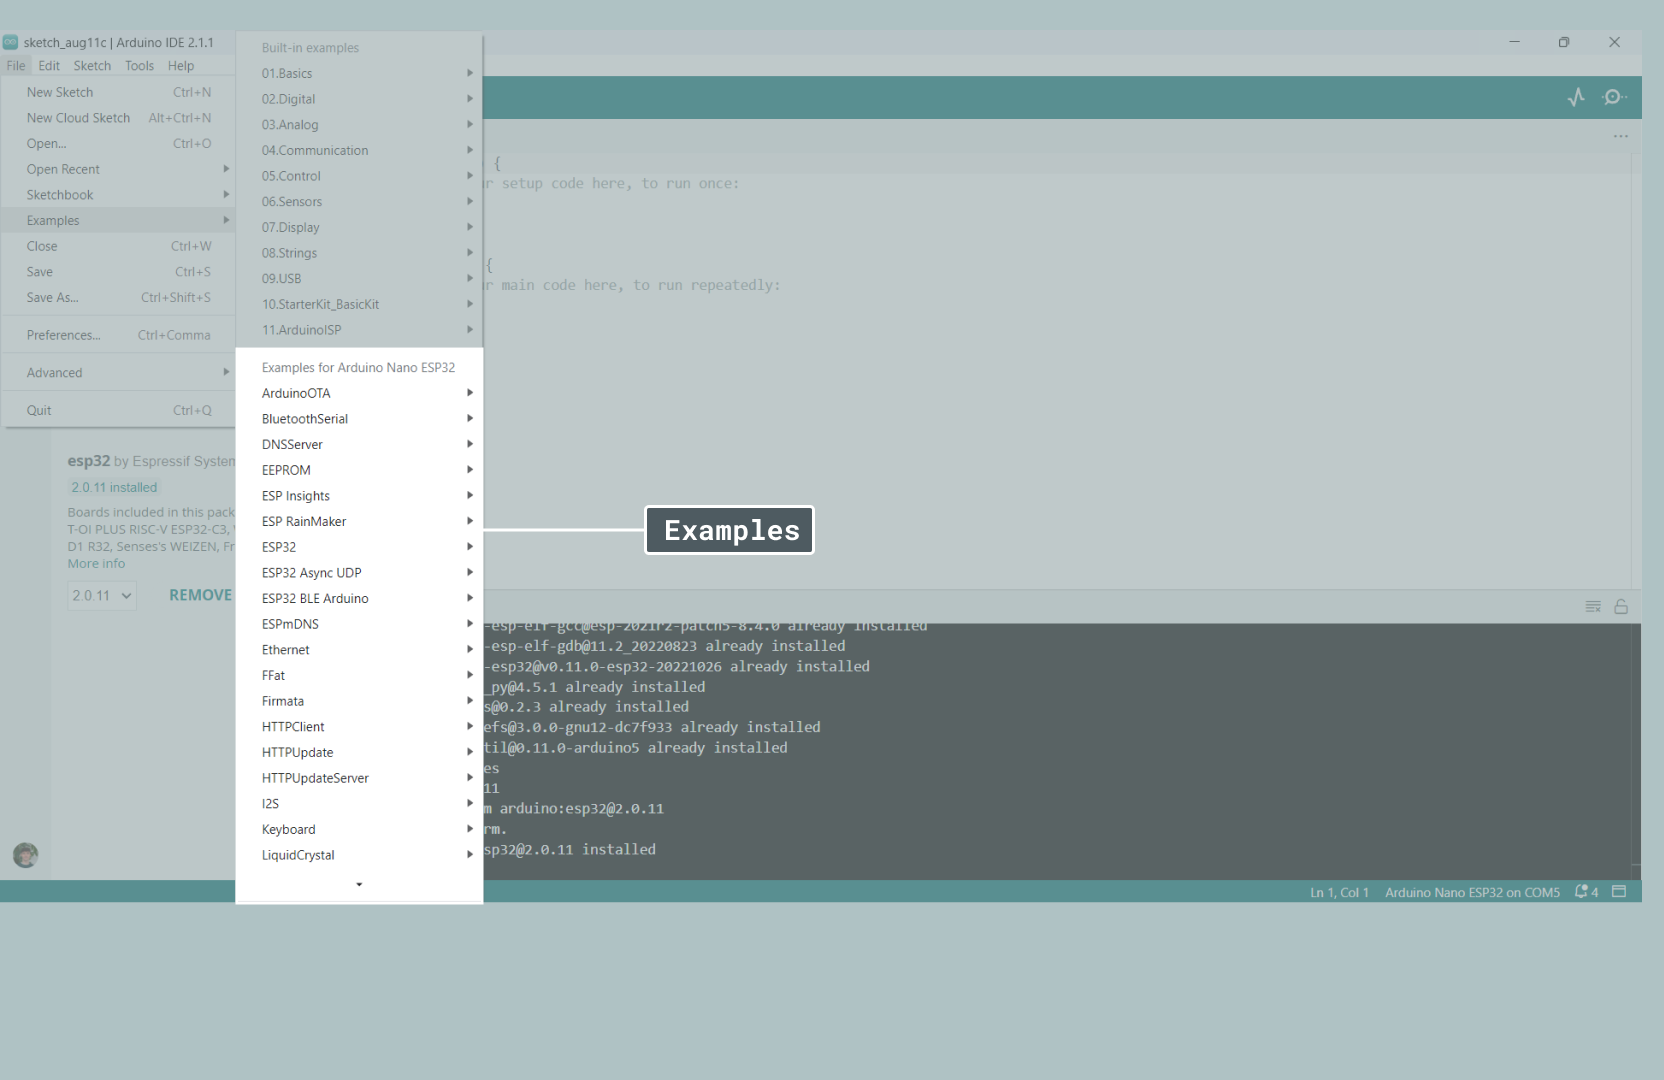 sketch_aug11c | Arduino IDE 2.1.1
File Edit Sketch Tools Help
New Sketch Ctrl+N
New Cloud Sketch Alt+Ctrl+N
Open... Ctrl+O
Open Recent
Sketchbook
Examples
Close Ctrl+W
Save Ctrl+S
Save As... Ctrl+Shift+S
Preferences... Ctrl+Comma
Advanced
Quit Ctrl+Q
esp32 by Espressif System
2.0.11 installed
Boards included in this pack
T-OI PLUS RISC-V ESP32-C3,
D1 R32, Senses's WEIZEN, Fr
More info
2.0.11 REMOVE
Built-in examples
01.Basics
02.Digital
03.Analog
04.Communication
05.Control
06.Sensors
07.Display
08.Strings
09.USB
10.StarterKit_BasicKit
11.ArduinoISP
Examples for Arduino Nano ESP32
ArduinoOTA
BluetoothSerial
DNSServer
EEPROM
ESP Insights
ESP RainMaker
ESP32
ESP32 Async UDP
ESP32 BLE Arduino
ESPmDNS
Ethernet
FFat
Firmata
HTTPClient
HTTPUpdate
HTTPUpdateServer
I2S
Keyboard
LiquidCrystal
{
r setup code here, to run once:
{
r main code here, to run repeatedly:
Examples
-esp-elf-gcc@esp-2021r2-patch5-8.4.0 already installed
-esp-elf-gdb@11.2_20220823 already installed
-esp32@v0.11.0-esp32-20221026 already installed
_py@4.5.1 already installed
s@0.2.3 already installed
efs@3.0.0-gnu12-dc7f933 already installed
til@0.11.0-arduino5 already installed
es
11
m arduino:esp32@2.0.11
rm.
sp32@2.0.11 installed
Ln 1, Col 1 Arduino Nano ESP32 on COM5 4